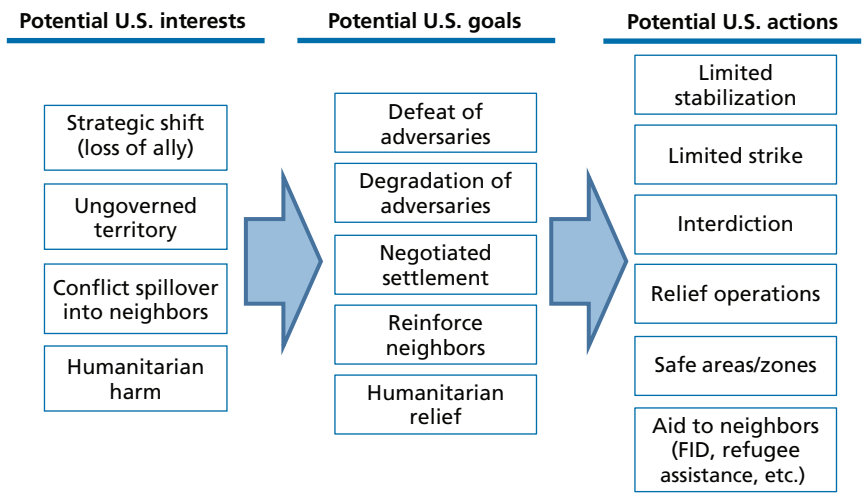 Potential U.S. interests
Strategic shift
(loss of ally)
Ungoverned
territory
Conflict spillover
into neighbors
Humanitarian
harm
Potential U.S. goals
Defeat of
adversaries
Degradation of
adversaries
Negotiated
settlement
Reinforce
neighbors
Humanitarian
relief
Potential U.S. actions
Limited
stabilization
Limited strike
Interdiction
Relief operations
Safe areas/zones
Aid to neighbors
(FID, refugee
assistance, etc.)